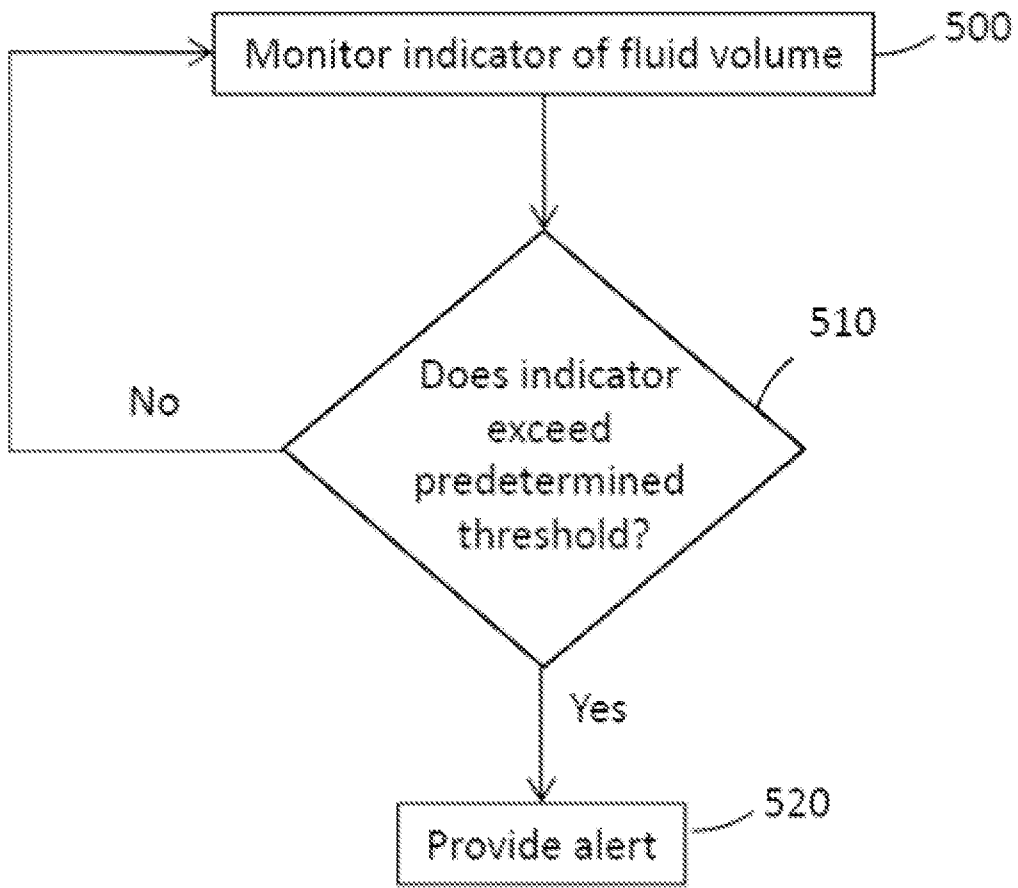 Monitor indicator of fluid volume
500
510
Does indicator
exceed
predetermined
threshold?
No
Yes
520
Provide alert